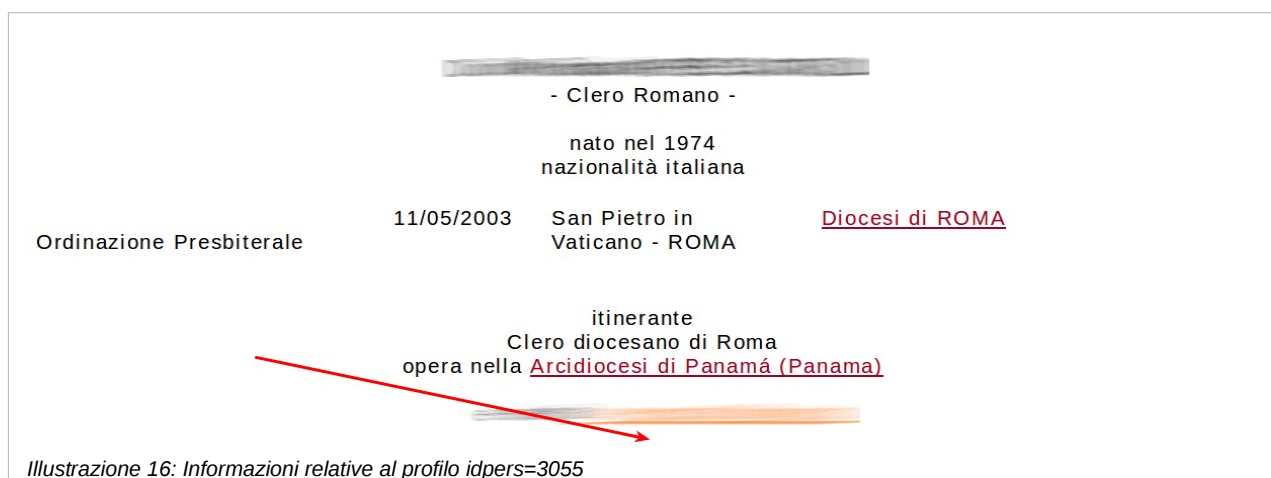 - Clero Romano -
nato nel 1974
nazionalità italiana
11/05/2003 San Pietro in Diocesi di ROMA
Ordinazione Presbiterale Vaticano - ROMA
itinerante
Clero diocesano di Roma
opera nella Arcidiocesi di Panamá (Panama)
Illustrazione 16: Informazioni relative al profilo idpers=3055